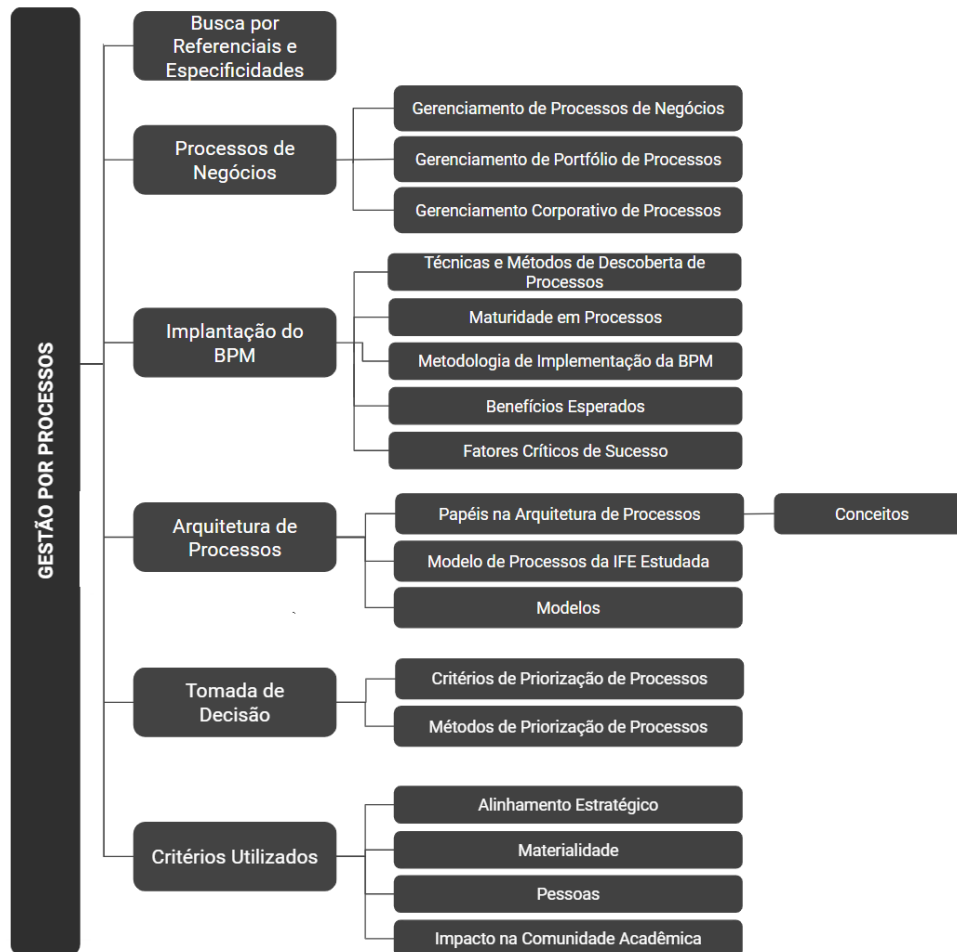 GESTÃO POR PROCESSOS
Busca por
Referenciais e
Especificidades
Processos de
Negócios
Gerenciamento de Processos de Negócios
Gerenciamento de Portfólio de Processos
Gerenciamento Corporativo de Processos
Implantação do
BPM
Técnicas e Métodos de Descoberta de
Processos
Maturidade em Processos
Metodologia de Implementação da BPM
Benefícios Esperados
Fatores Críticos de Sucesso
Arquitetura de
Processos
Papéis na Arquitetura de Processos
Conceitos
Modelo de Processos da IFE Estudada
Modelos
Tomada de
Decisão
Critérios de Priorização de Processos
Métodos de Priorização de Processos
Critérios Utilizados
Alinhamento Estratégico
Materialidade
Pessoas
Impacto na Comunidade Acadêmica